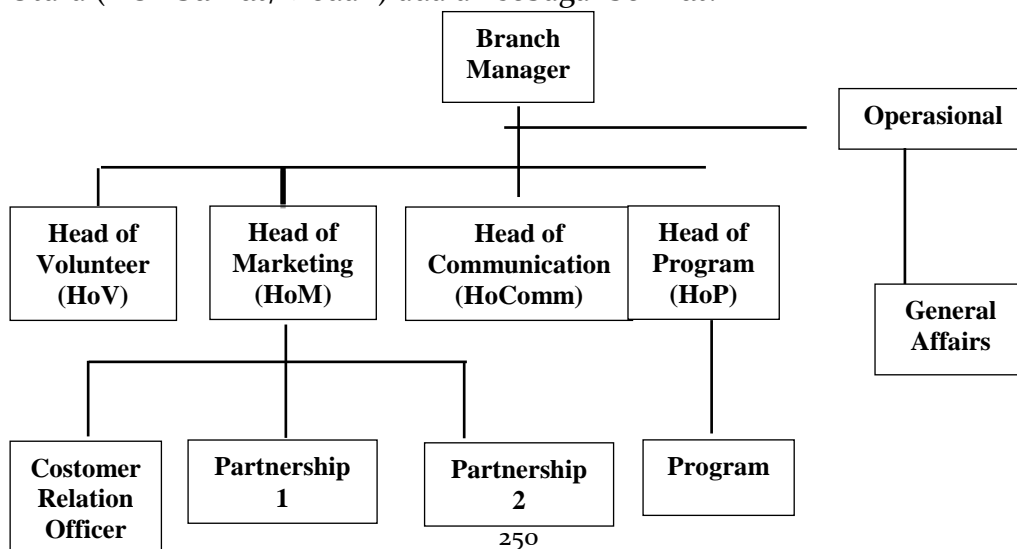 Branch
Manager
Operasional
Head of
Volunteer
(HoV)
Head of
Marketing
(HoM)
Head of
Communication
(HoComm)
Head of
Program
(HoP)
General
Affairs
Costomer
Relation
Officer
Partnership
1
Partnership
2
Program
250